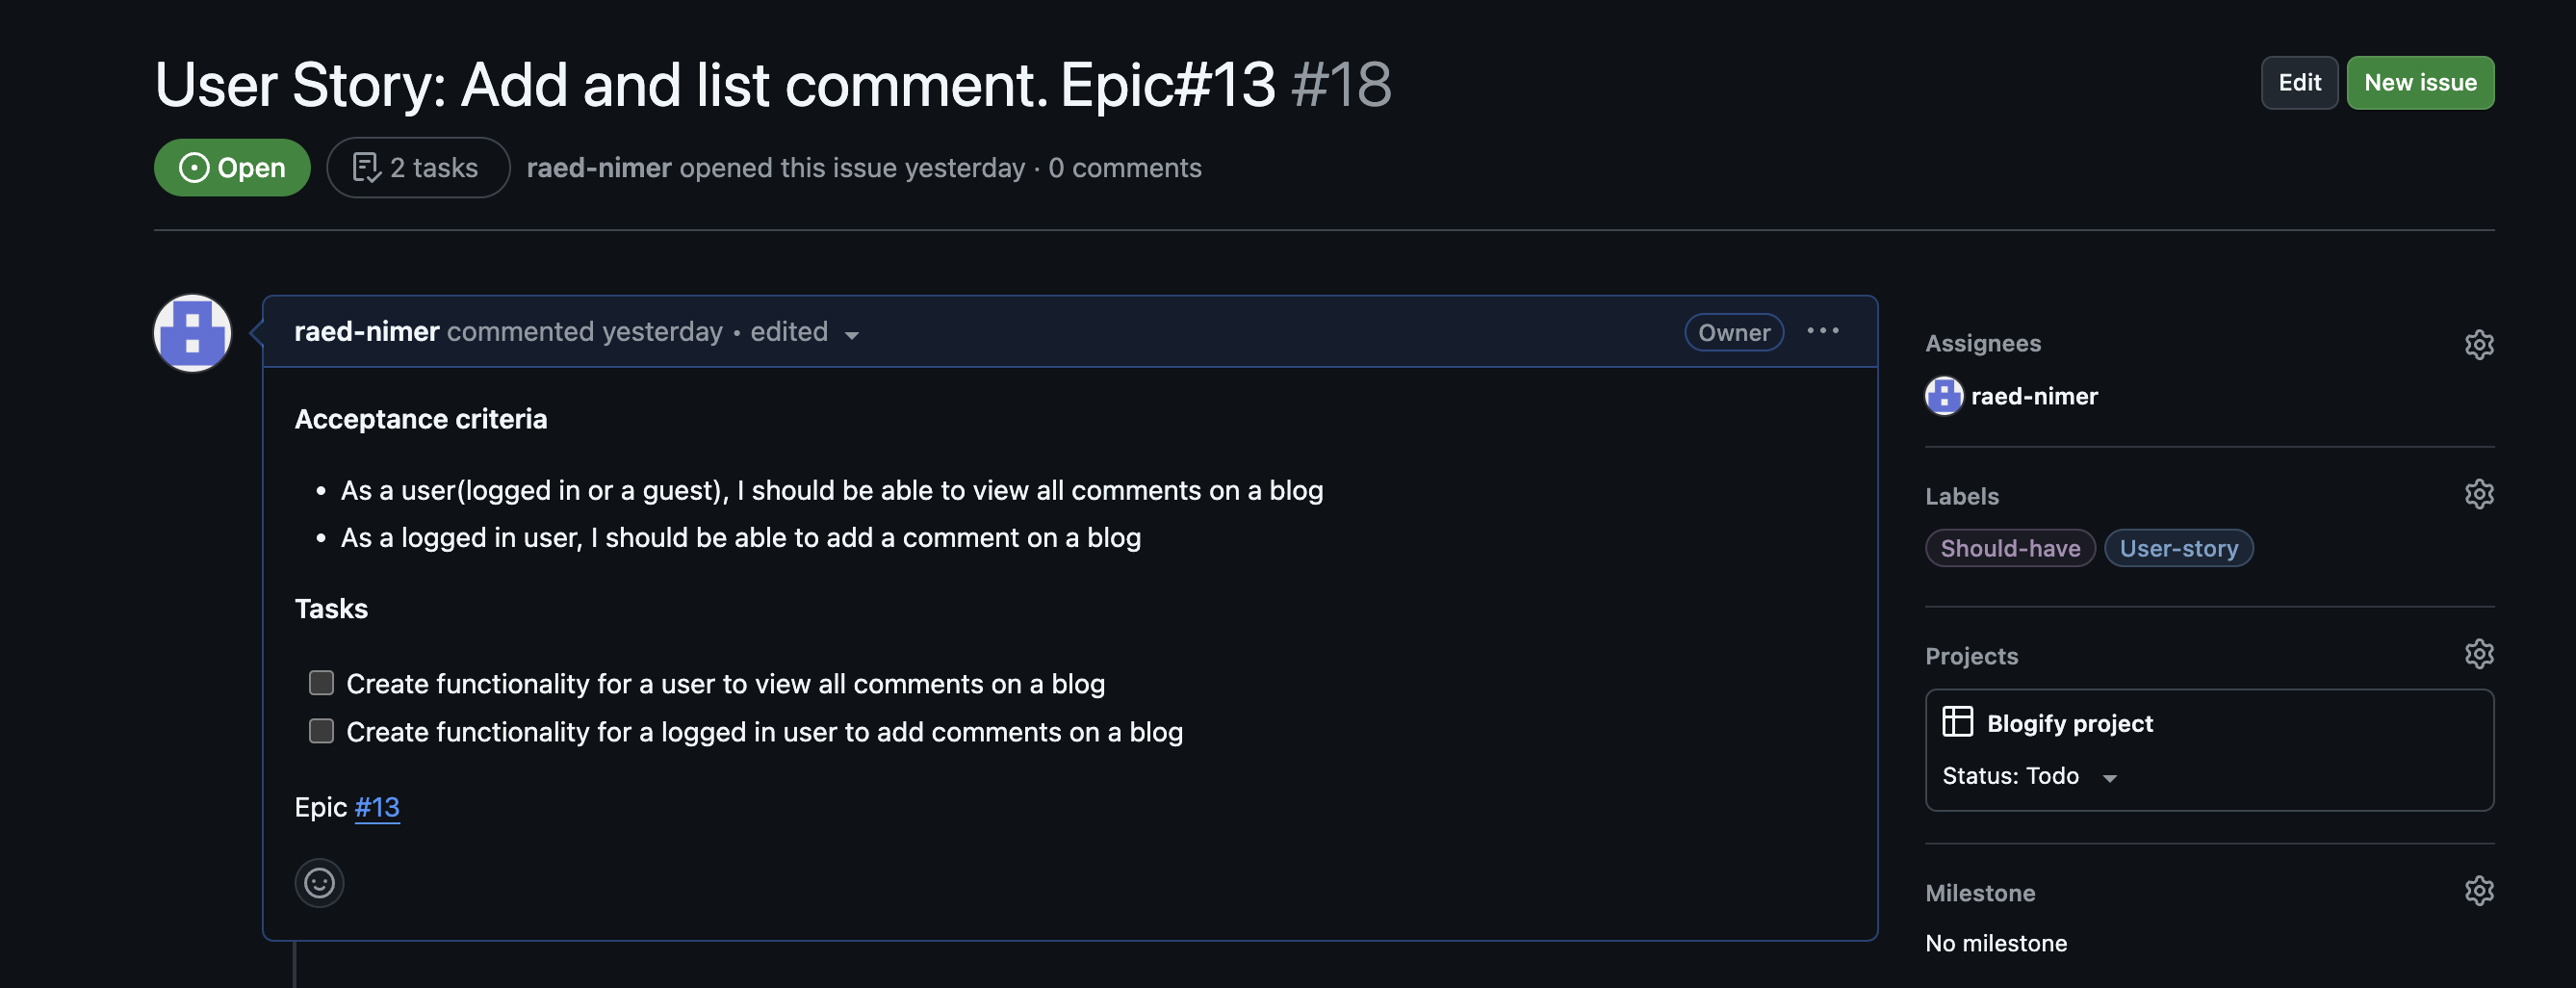 User Story: Add and list comment. Epic#13 #18
Edit
New issue
Open
2 tasks
raed-nimer opened this issue yesterday · 0 comments
raed-nimer commented yesterday • edited
Owner
Acceptance criteria
• As a user(logged in or a guest), I should be able to view all comments on a blog
• As a logged in user, I should be able to add a comment on a blog
Tasks
Create functionality for a user to view all comments on a blog
Create functionality for a logged in user to add comments on a blog
Epic #13
Assignees
raed-nimer
Labels
Should-have
User-story
Projects
Blogify project
Status: Todo
Milestone
No milestone